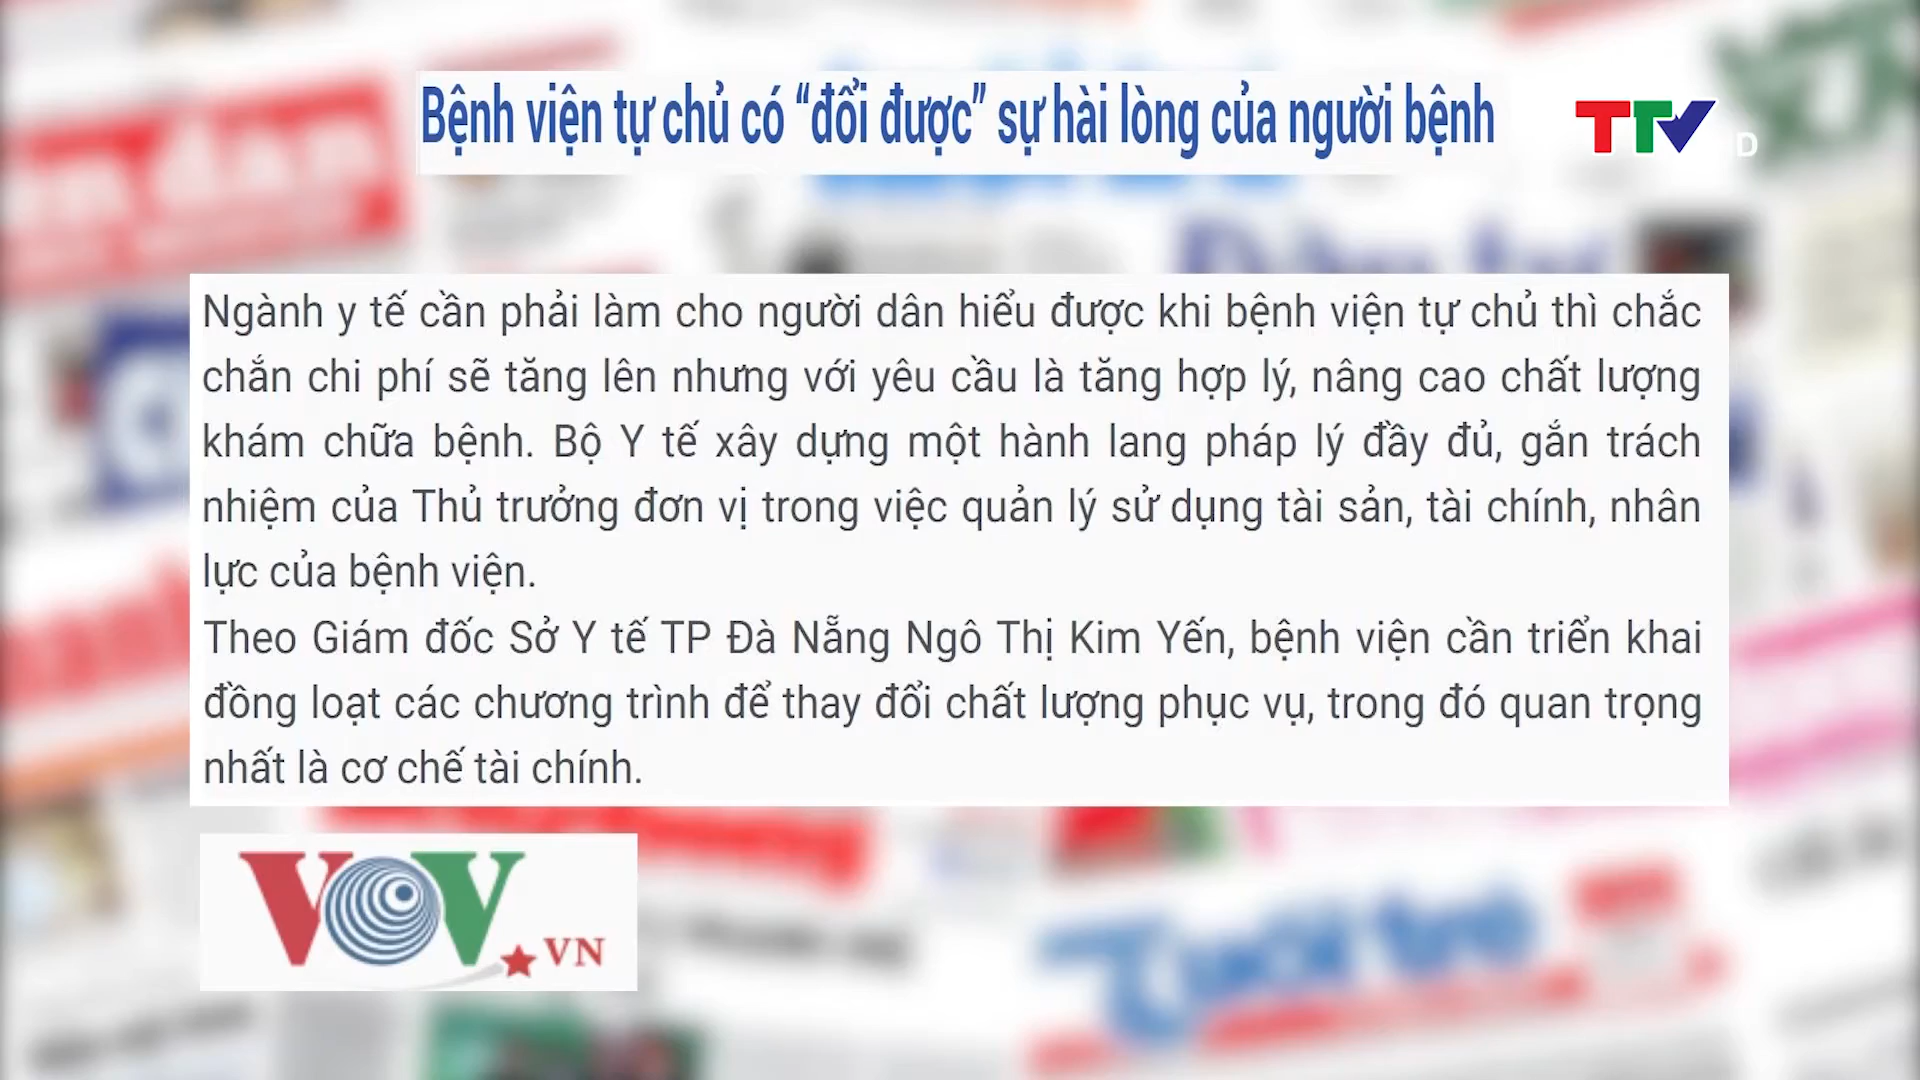 Bệnh viện tự chủ có “đổi được” sự hài lòng của người bệnh
TTV
D
Ngành y tế cần phải làm cho người dân hiểu được khi bệnh viện tự chủ thì chắc
chắn chi phí sẽ tăng lên nhưng với yêu cầu là tăng hợp lý, nâng cao chất lượng
khám chữa bệnh. Bộ Y tế xây dựng một hành lang pháp lý đầy đủ, gắn trách
nhiệm của Thủ trưởng đơn vị trong việc quản lý sử dụng tài sản, tài chính, nhân
lực của bệnh viện.
Theo Giám đốc Sở Y tế TP Đà Nẵng Ngô Thị Kim Yến, bệnh viện cần triển khai
đồng loạt các chương trình để thay đổi chất lượng phục vụ, trong đó quan trọng
nhất là cơ chế tài chính.
VOV.VN
Tuổi trẻ